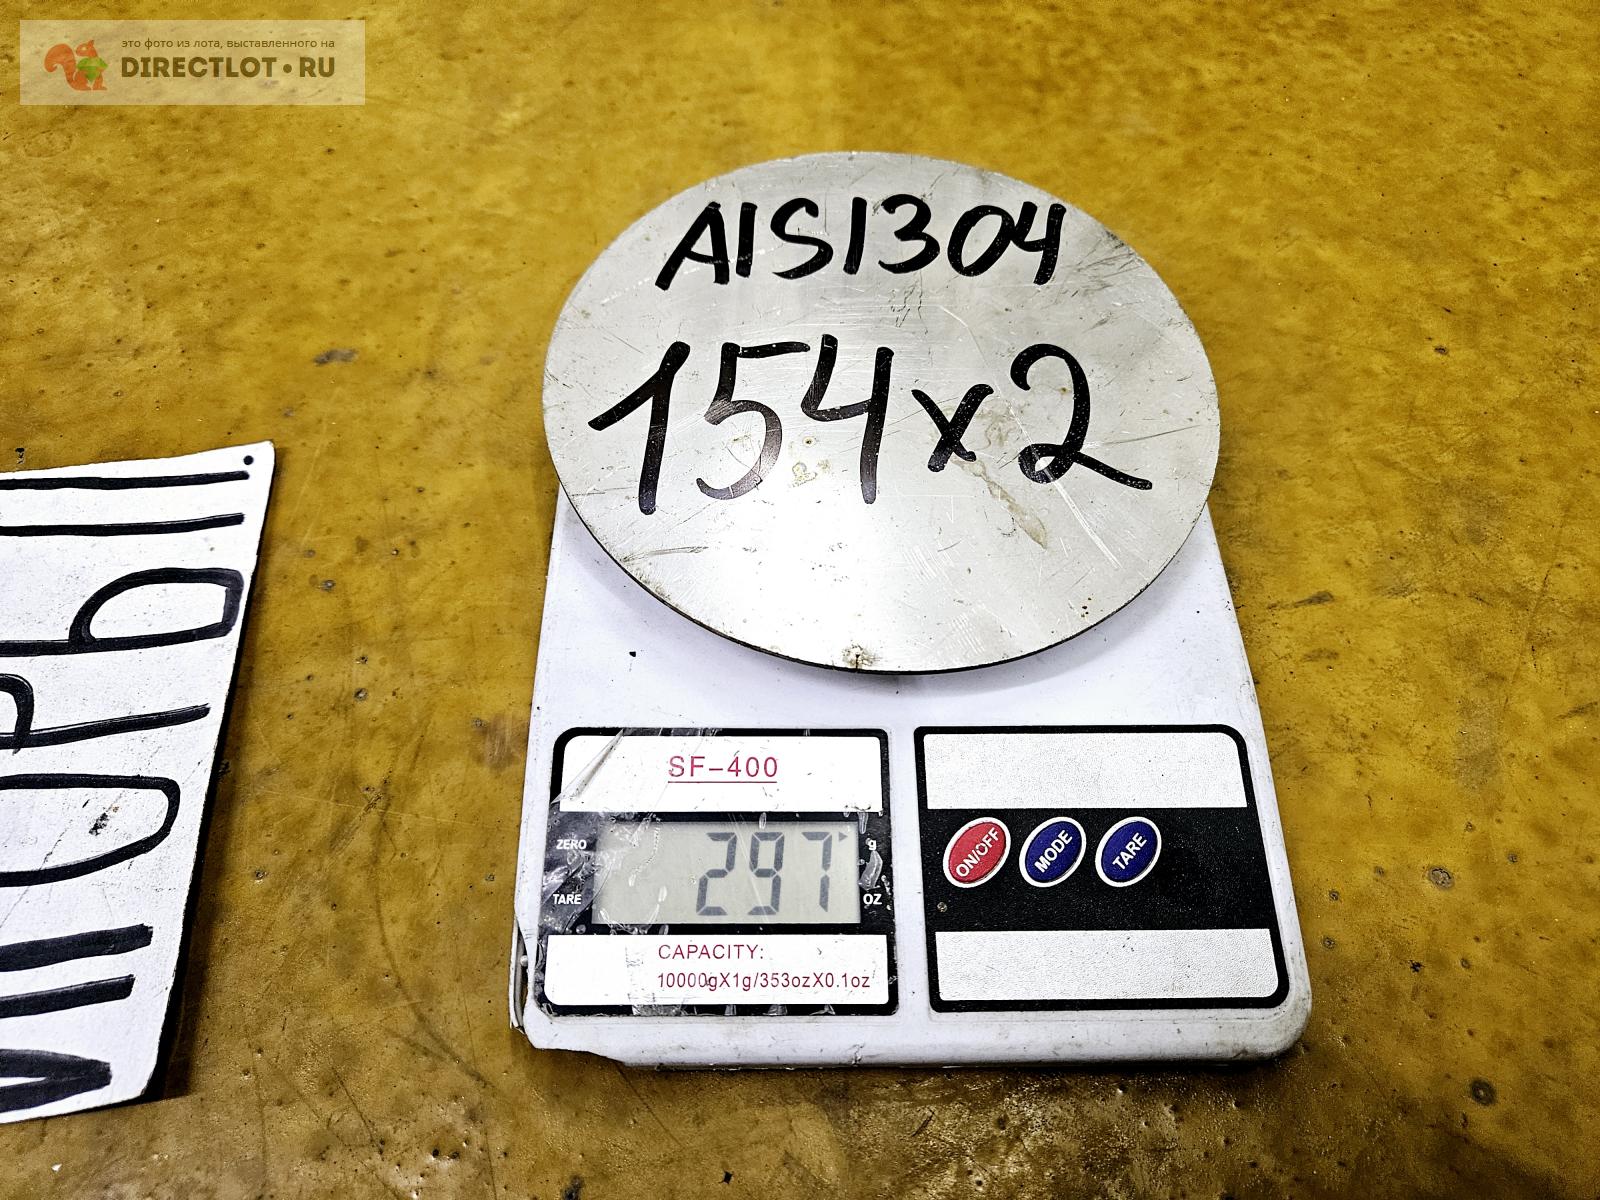 это фото из лота, выставленного на
DIRECTLOT•RU
AISI304
154x2
SF-400
ZERO
g
297
TARE
OZ
CAPACITY:
10000gX1g/353ozX0.1oz
ON/OFF
MODE
TARE